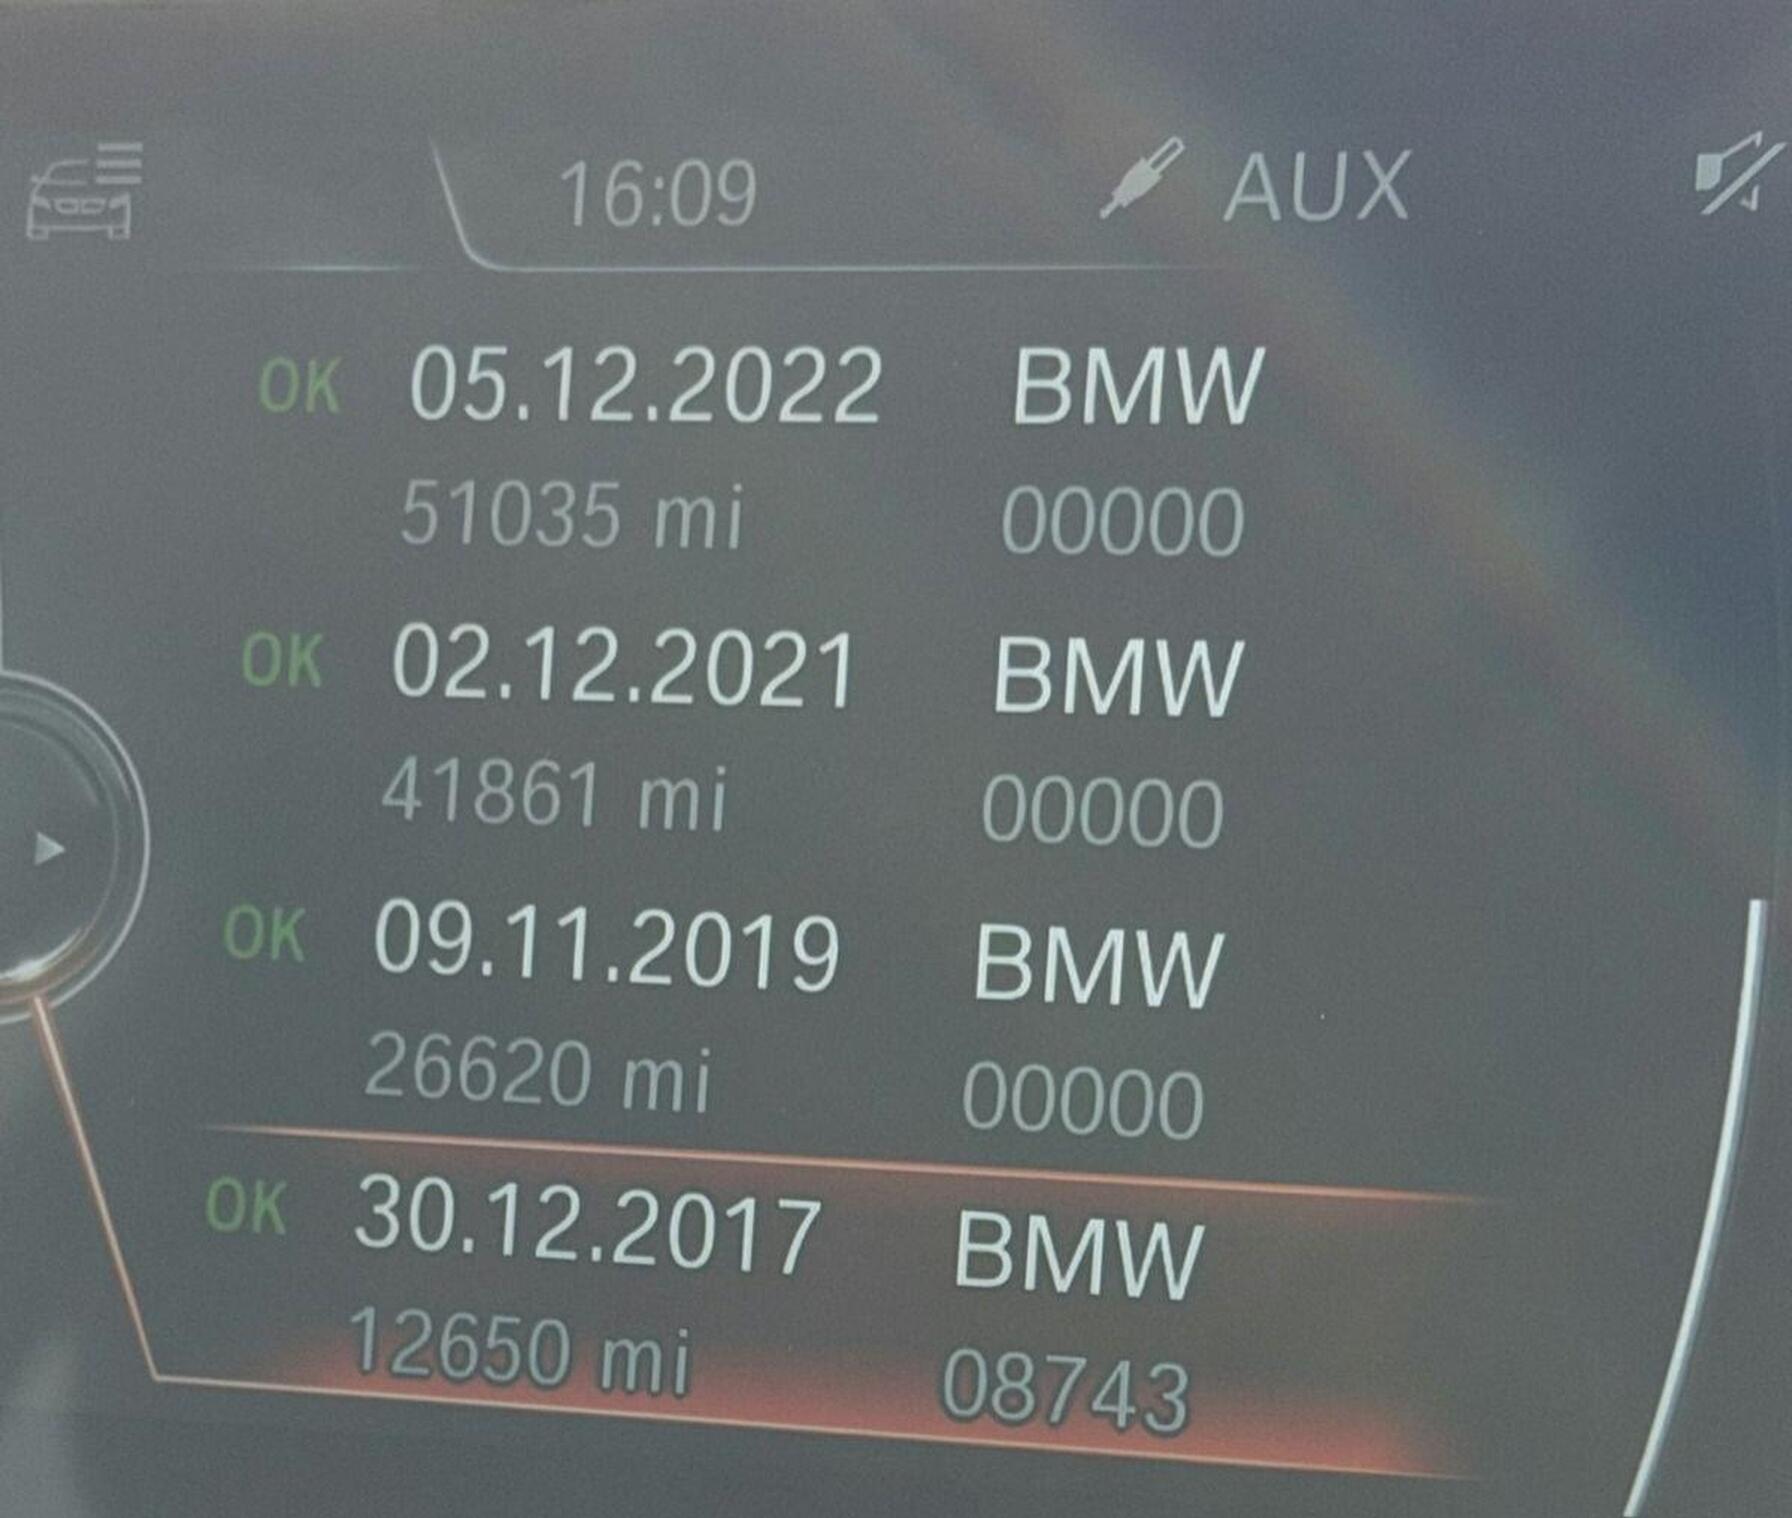 16:09 AUX
OK 05.12.2022 BMW
51035 mi 00000
OK 02.12.2021 BMW
41861 mi 00000
OK 09.11.2019 BMW
26620 mi 00000
OK 30.12.2017 BMW
12650 mi 08743